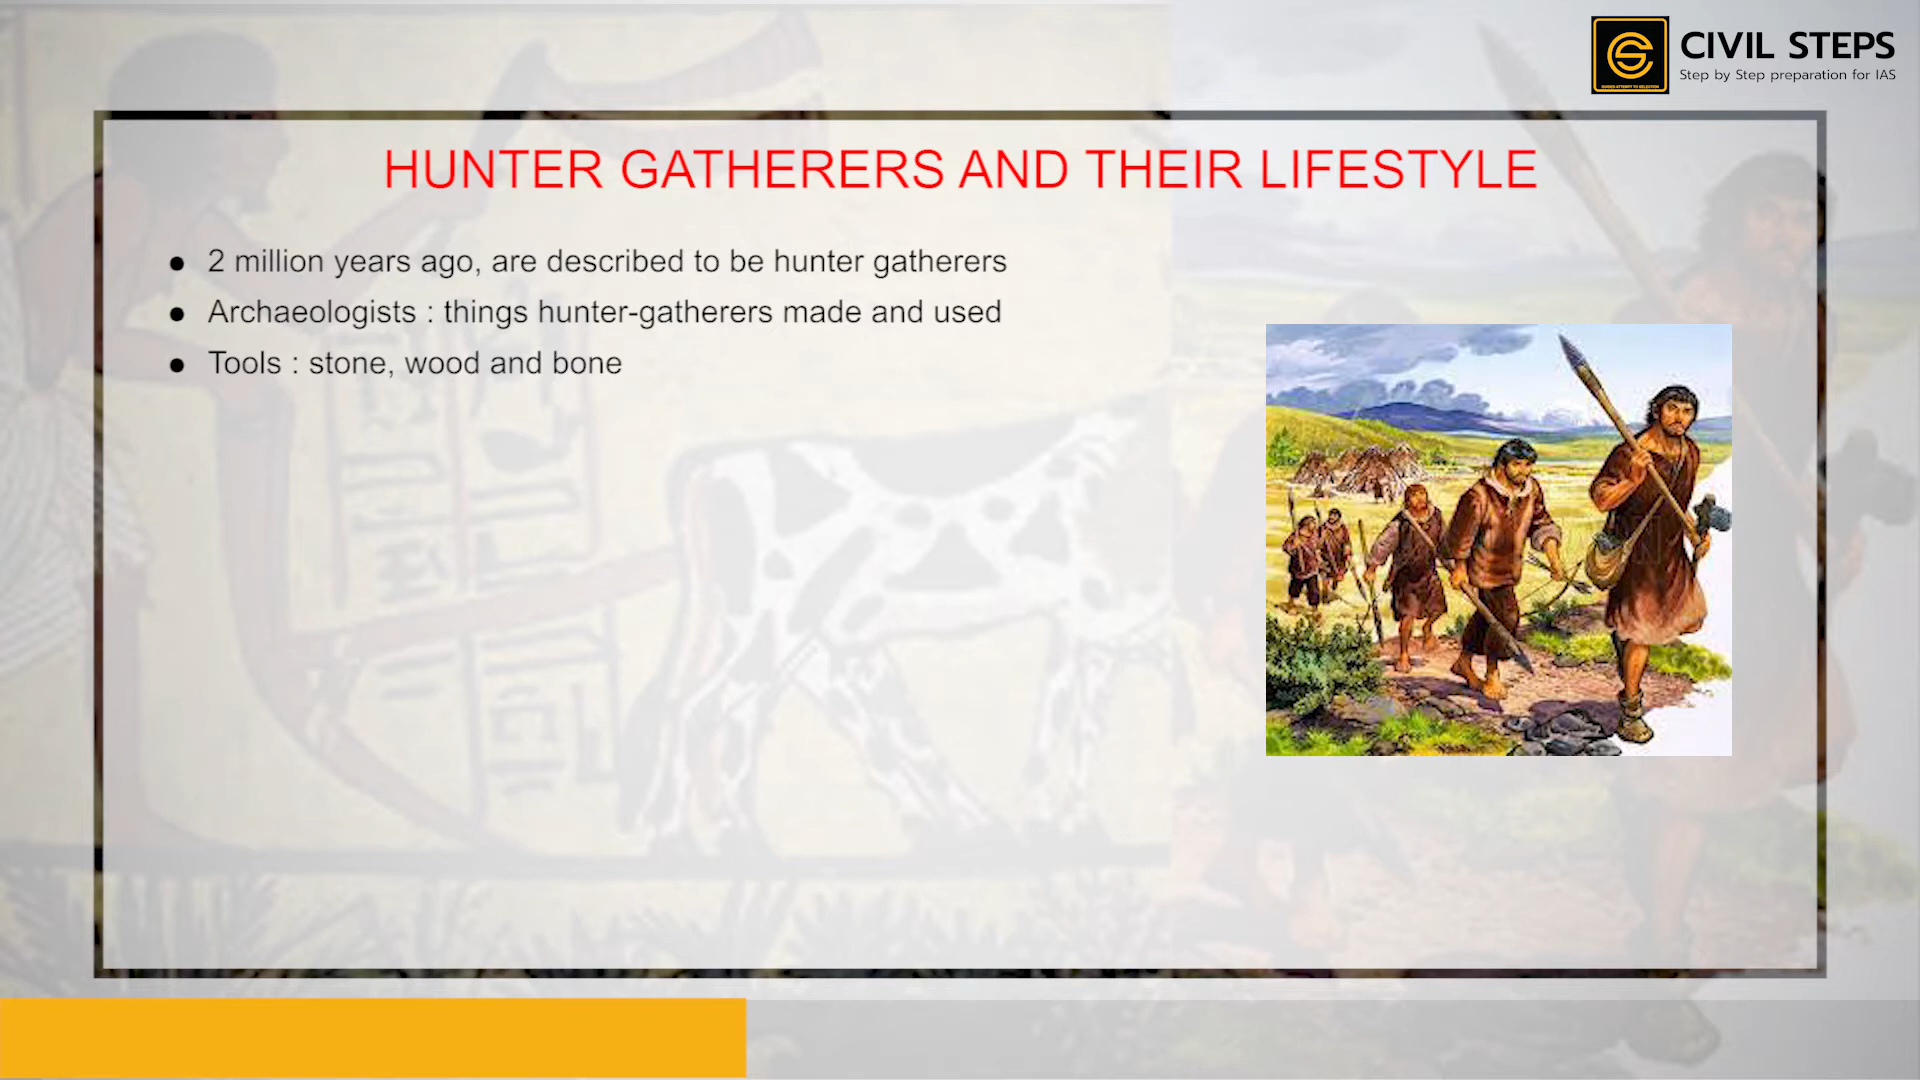 CIVIL STEPS
Step by Step preparation for IAS
HUNTER GATHERERS AND THEIR LIFESTYLE
● 2 million years ago, are described to be hunter gatherers
● Archaeologists : things hunter-gatherers made and used
● Tools : stone, wood and bone